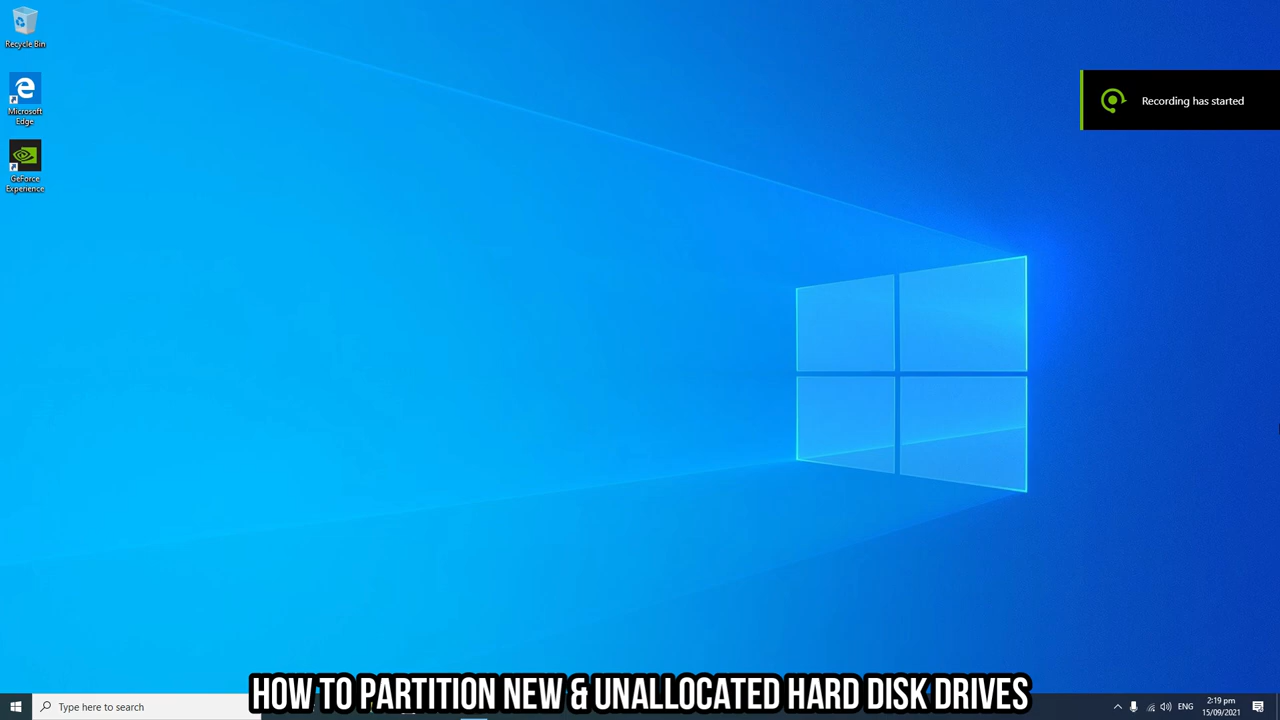 Recycle Bin
Recording has started
Microsoft
Edge
GeForce
Experience
HOW TO PARTITION NEW & UNALLOCATED HARD DISK DRIVES
Type here to search
ENG
2:19 pm
15/09/2021